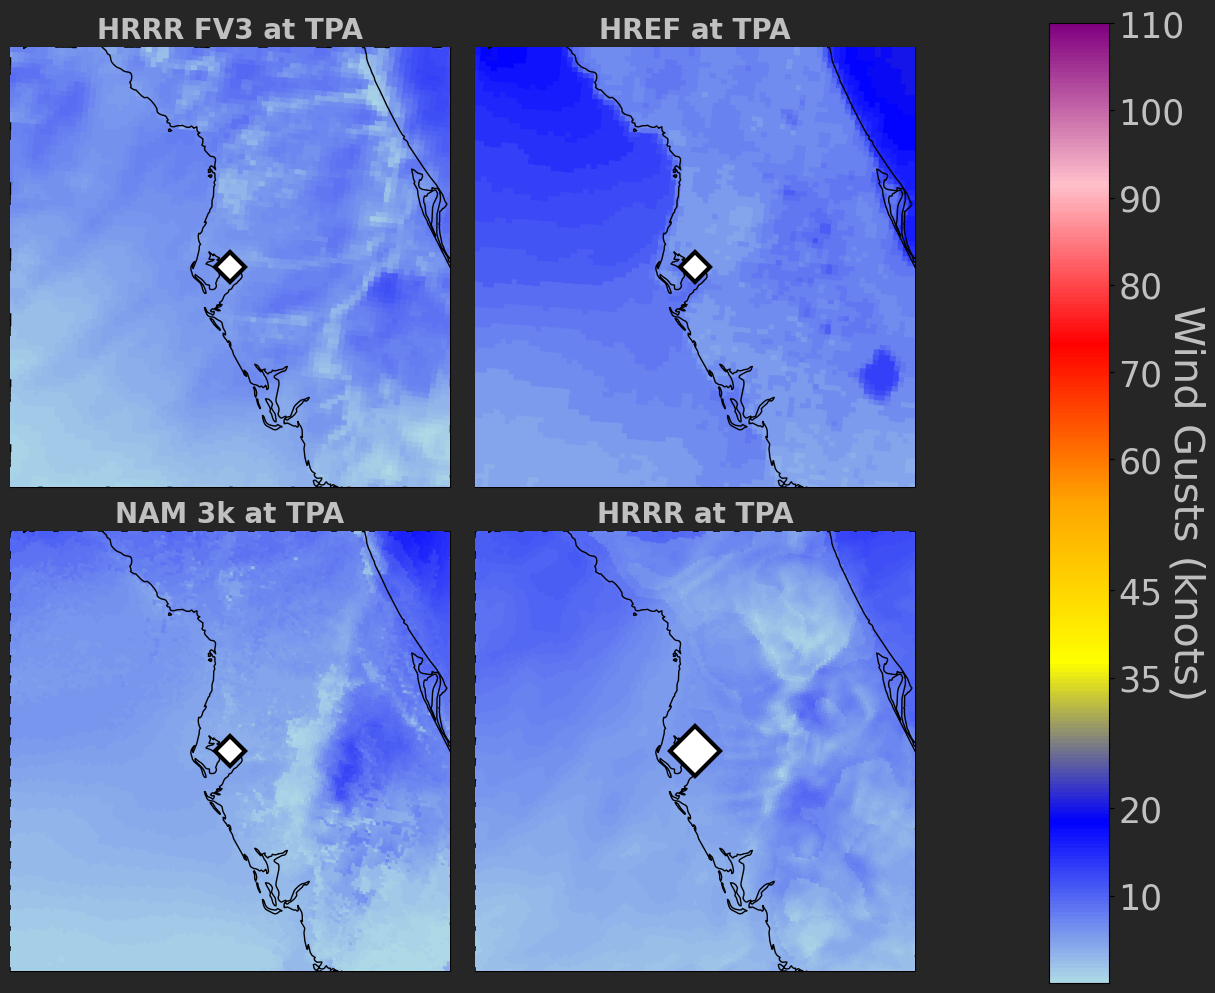 HRRR FV3 at TPA
HREF at TPA
NAM 3k at TPA
HRRR at TPA
110
100
90
80
70
60
45
35
20
10
Wind Gusts (knots)